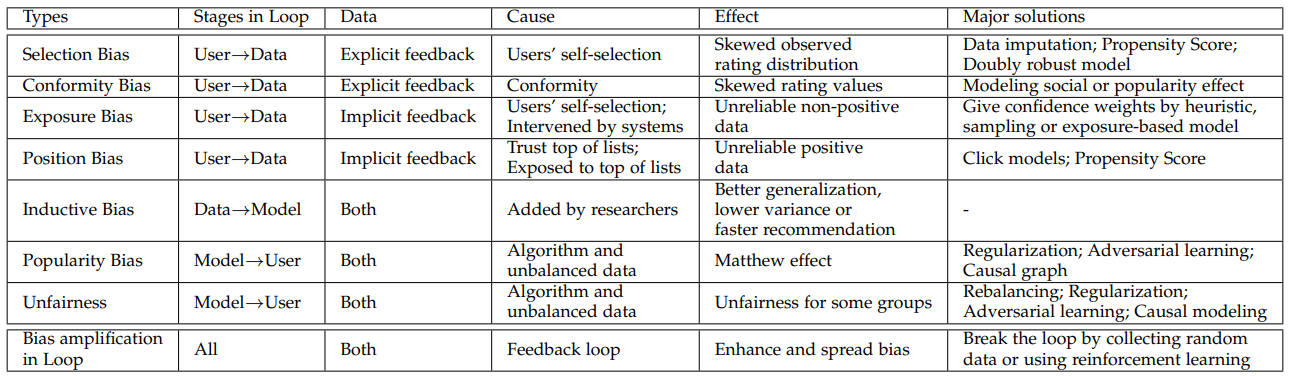 Types Stages in Loop Data Cause Effect Major solutions
Selection Bias User→Data Explicit feedback Users' self-selection Skewed observed
rating distribution Data imputation; Propensity Score;
Doubly robust model
Conformity Bias User→Data Explicit feedback Conformity Skewed rating values Modeling social or popularity effect
Exposure Bias User→Data Implicit feedback Users' self-selection;
Intervened by systems Unreliable non-positive
data Give confidence weights by heuristic,
sampling or exposure-based model
Position Bias User→Data Implicit feedback Trust top of lists;
Exposed to top of lists Unreliable positive
data Click models; Propensity Score
Inductive Bias Data→Model Both Added by researchers Better generalization,
lower variance or
faster recommendation -
Popularity Bias Model→User Both Algorithm and
unbalanced data Matthew effect Regularization; Adversarial learning;
Causal graph
Unfairness Model→User Both Algorithm and
unbalanced data Unfairness for some groups Rebalancing; Regularization;
Adversarial learning; Causal modeling
Bias amplification
in Loop All Both Feedback loop Enhance and spread bias Break the loop by collecting random
data or using reinforcement learning